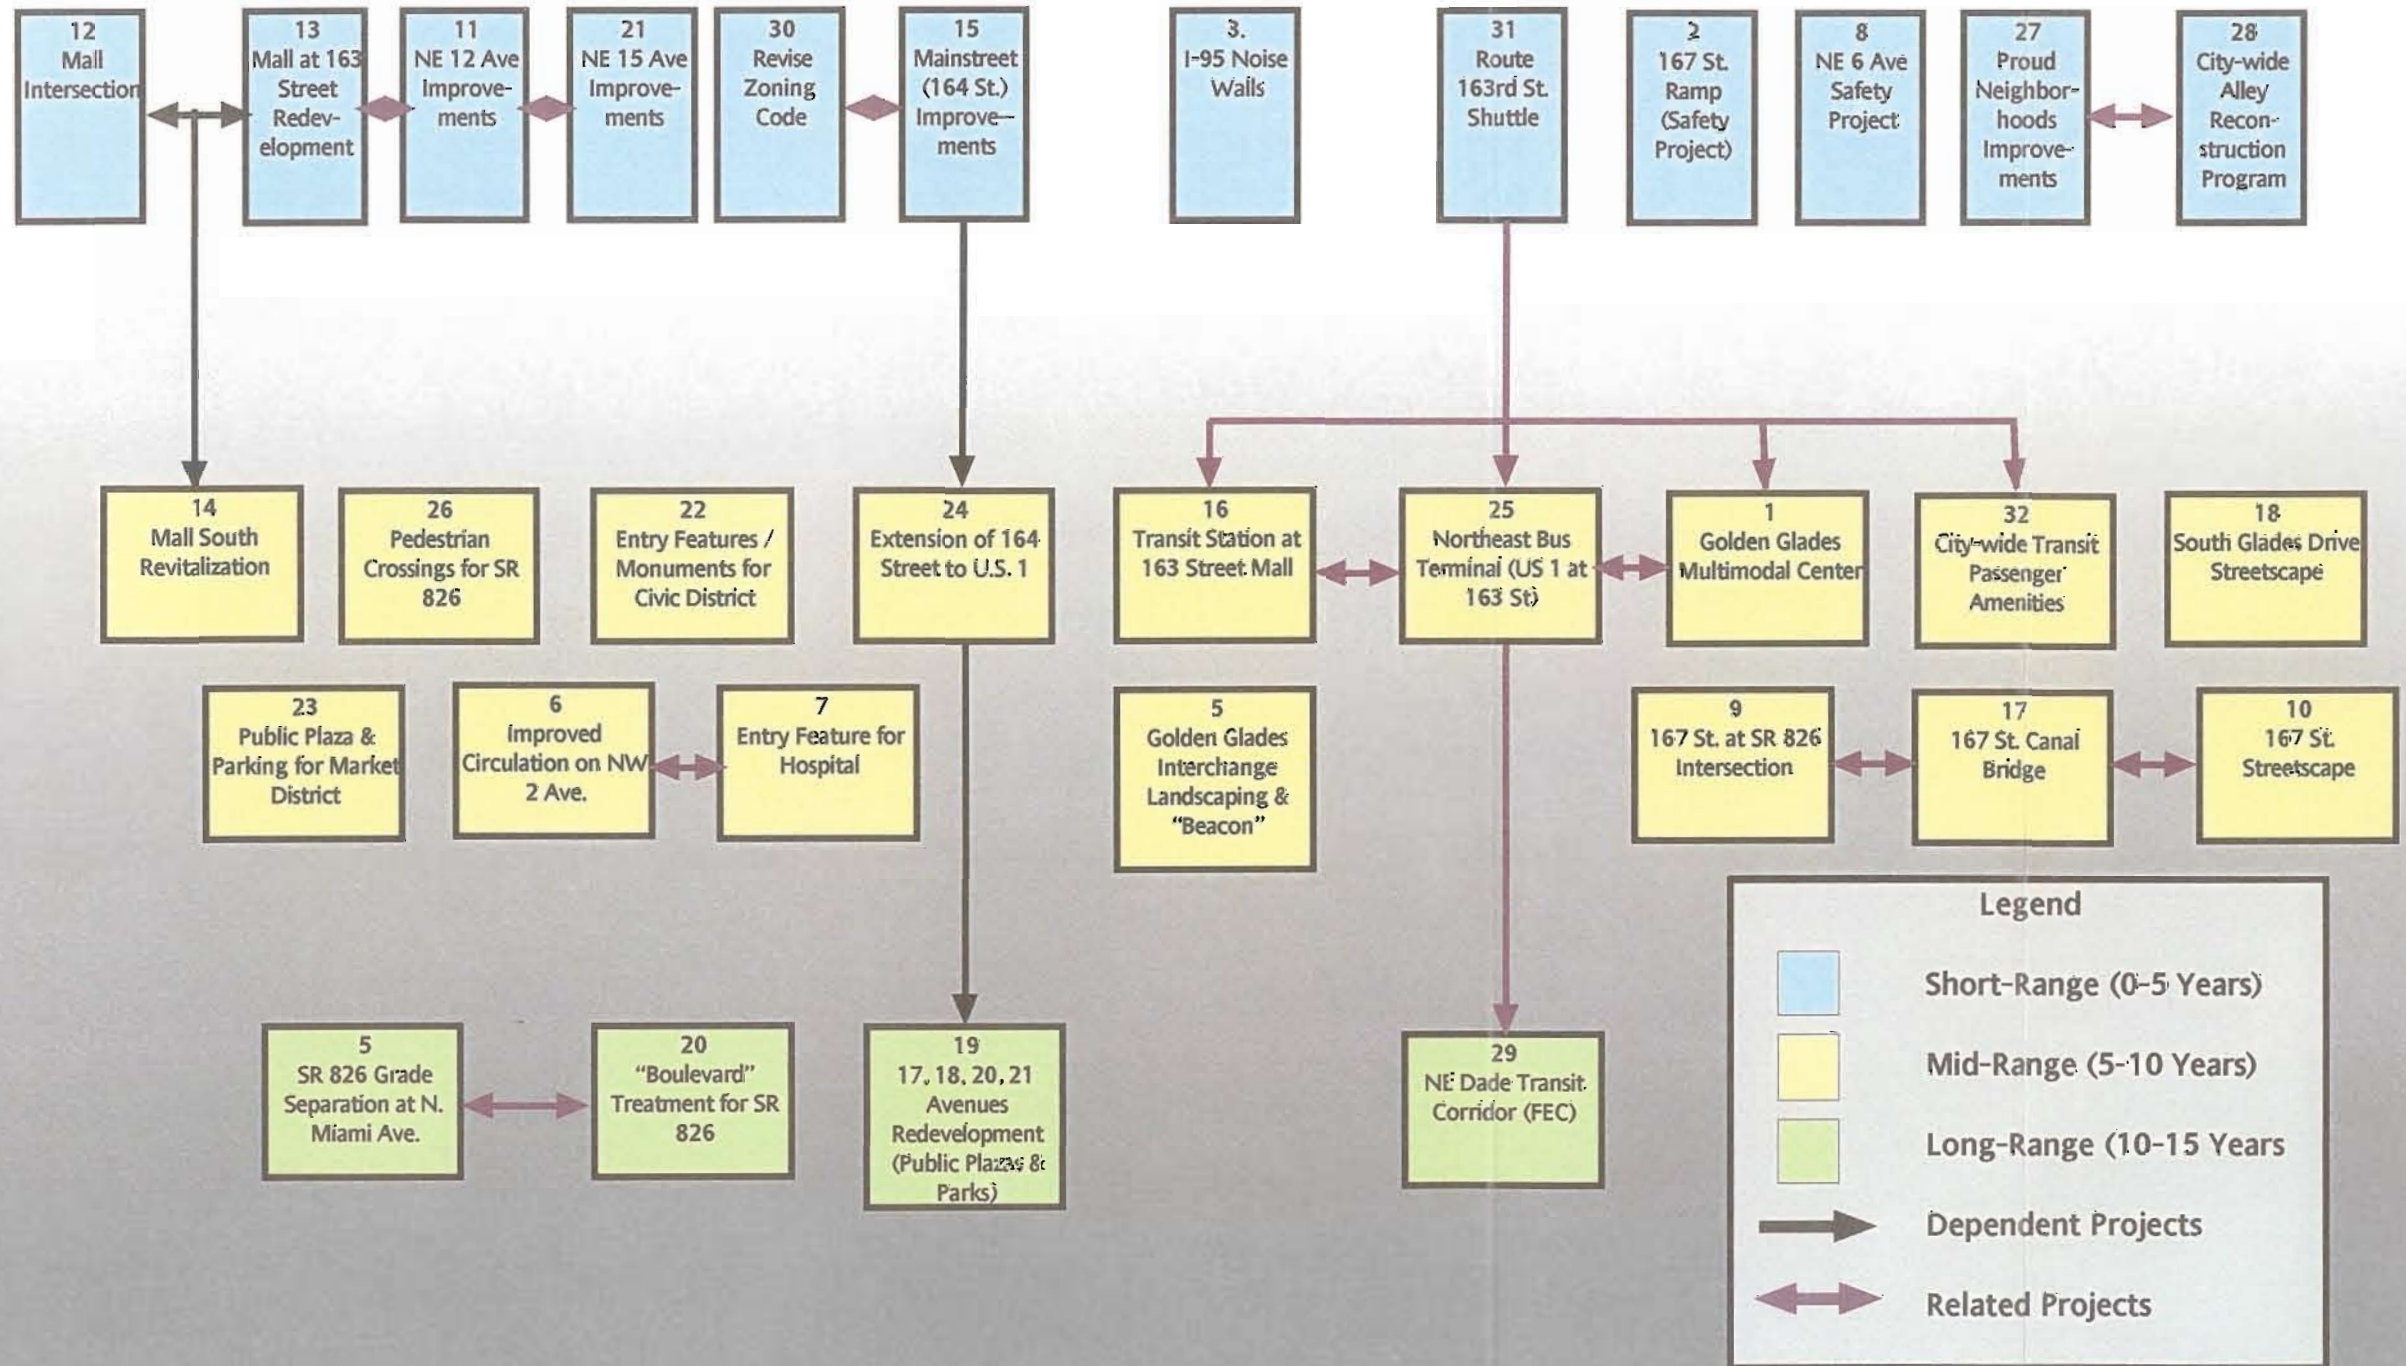 12
Mall
Intersection
13
Mall at 163
Street
Redev-
elopment
11
NE 12 Ave
Improve-
ments
21
NE 15 Ave
Improve-
ments
30
Revise
Zoning
Code
15
Mainstreet
(164 St.)
Improve-
ments
3.
I-95 Noise
Walls
31
Route
163rd St.
Shuttle
2
167 St.
Ramp
(Safety
Project)
8
NE 6 Ave
Safety
Project
27
Proud
Neighbor-
hoods
Improve-
ments
28
City-wide
Alley
Recon-
struction
Program
14
Mall South
Revitalization
26
Pedestrian
Crossings for SR
826
22
Entry Features /
Monuments for
Civic District
24
Extension of 164
Street to U.S. 1
16
Transit Station at
163 Street Mall
25
Northeast Bus
Terminal (US 1 at
163 St)
1
Golden Glades
Multimodal Center
32
City-wide Transit
Passenger
Amenities
18
South Glades Drive
Streetscape
23
Public Plaza &
Parking for Market
District
6
Improved
Circulation on NW
2 Ave.
7
Entry Feature for
Hospital
5
Golden Glades
Interchange
Landscaping &
“Beacon”
9
167 St. at SR 826
Intersection
17
167 St. Canal
Bridge
10
167 St.
Streetscape
5
SR 826 Grade
Separation at N.
Miami Ave.
20
“Boulevard”
Treatment for SR
826
19
17, 18, 20, 21
Avenues
Redevelopment
(Public Plazas &
Parks)
29
NE Dade Transit
Corridor (FEC)
Legend
Short-Range (0-5 Years)
Mid-Range (5-10 Years)
Long-Range (10-15 Years
Dependent Projects
Related Projects